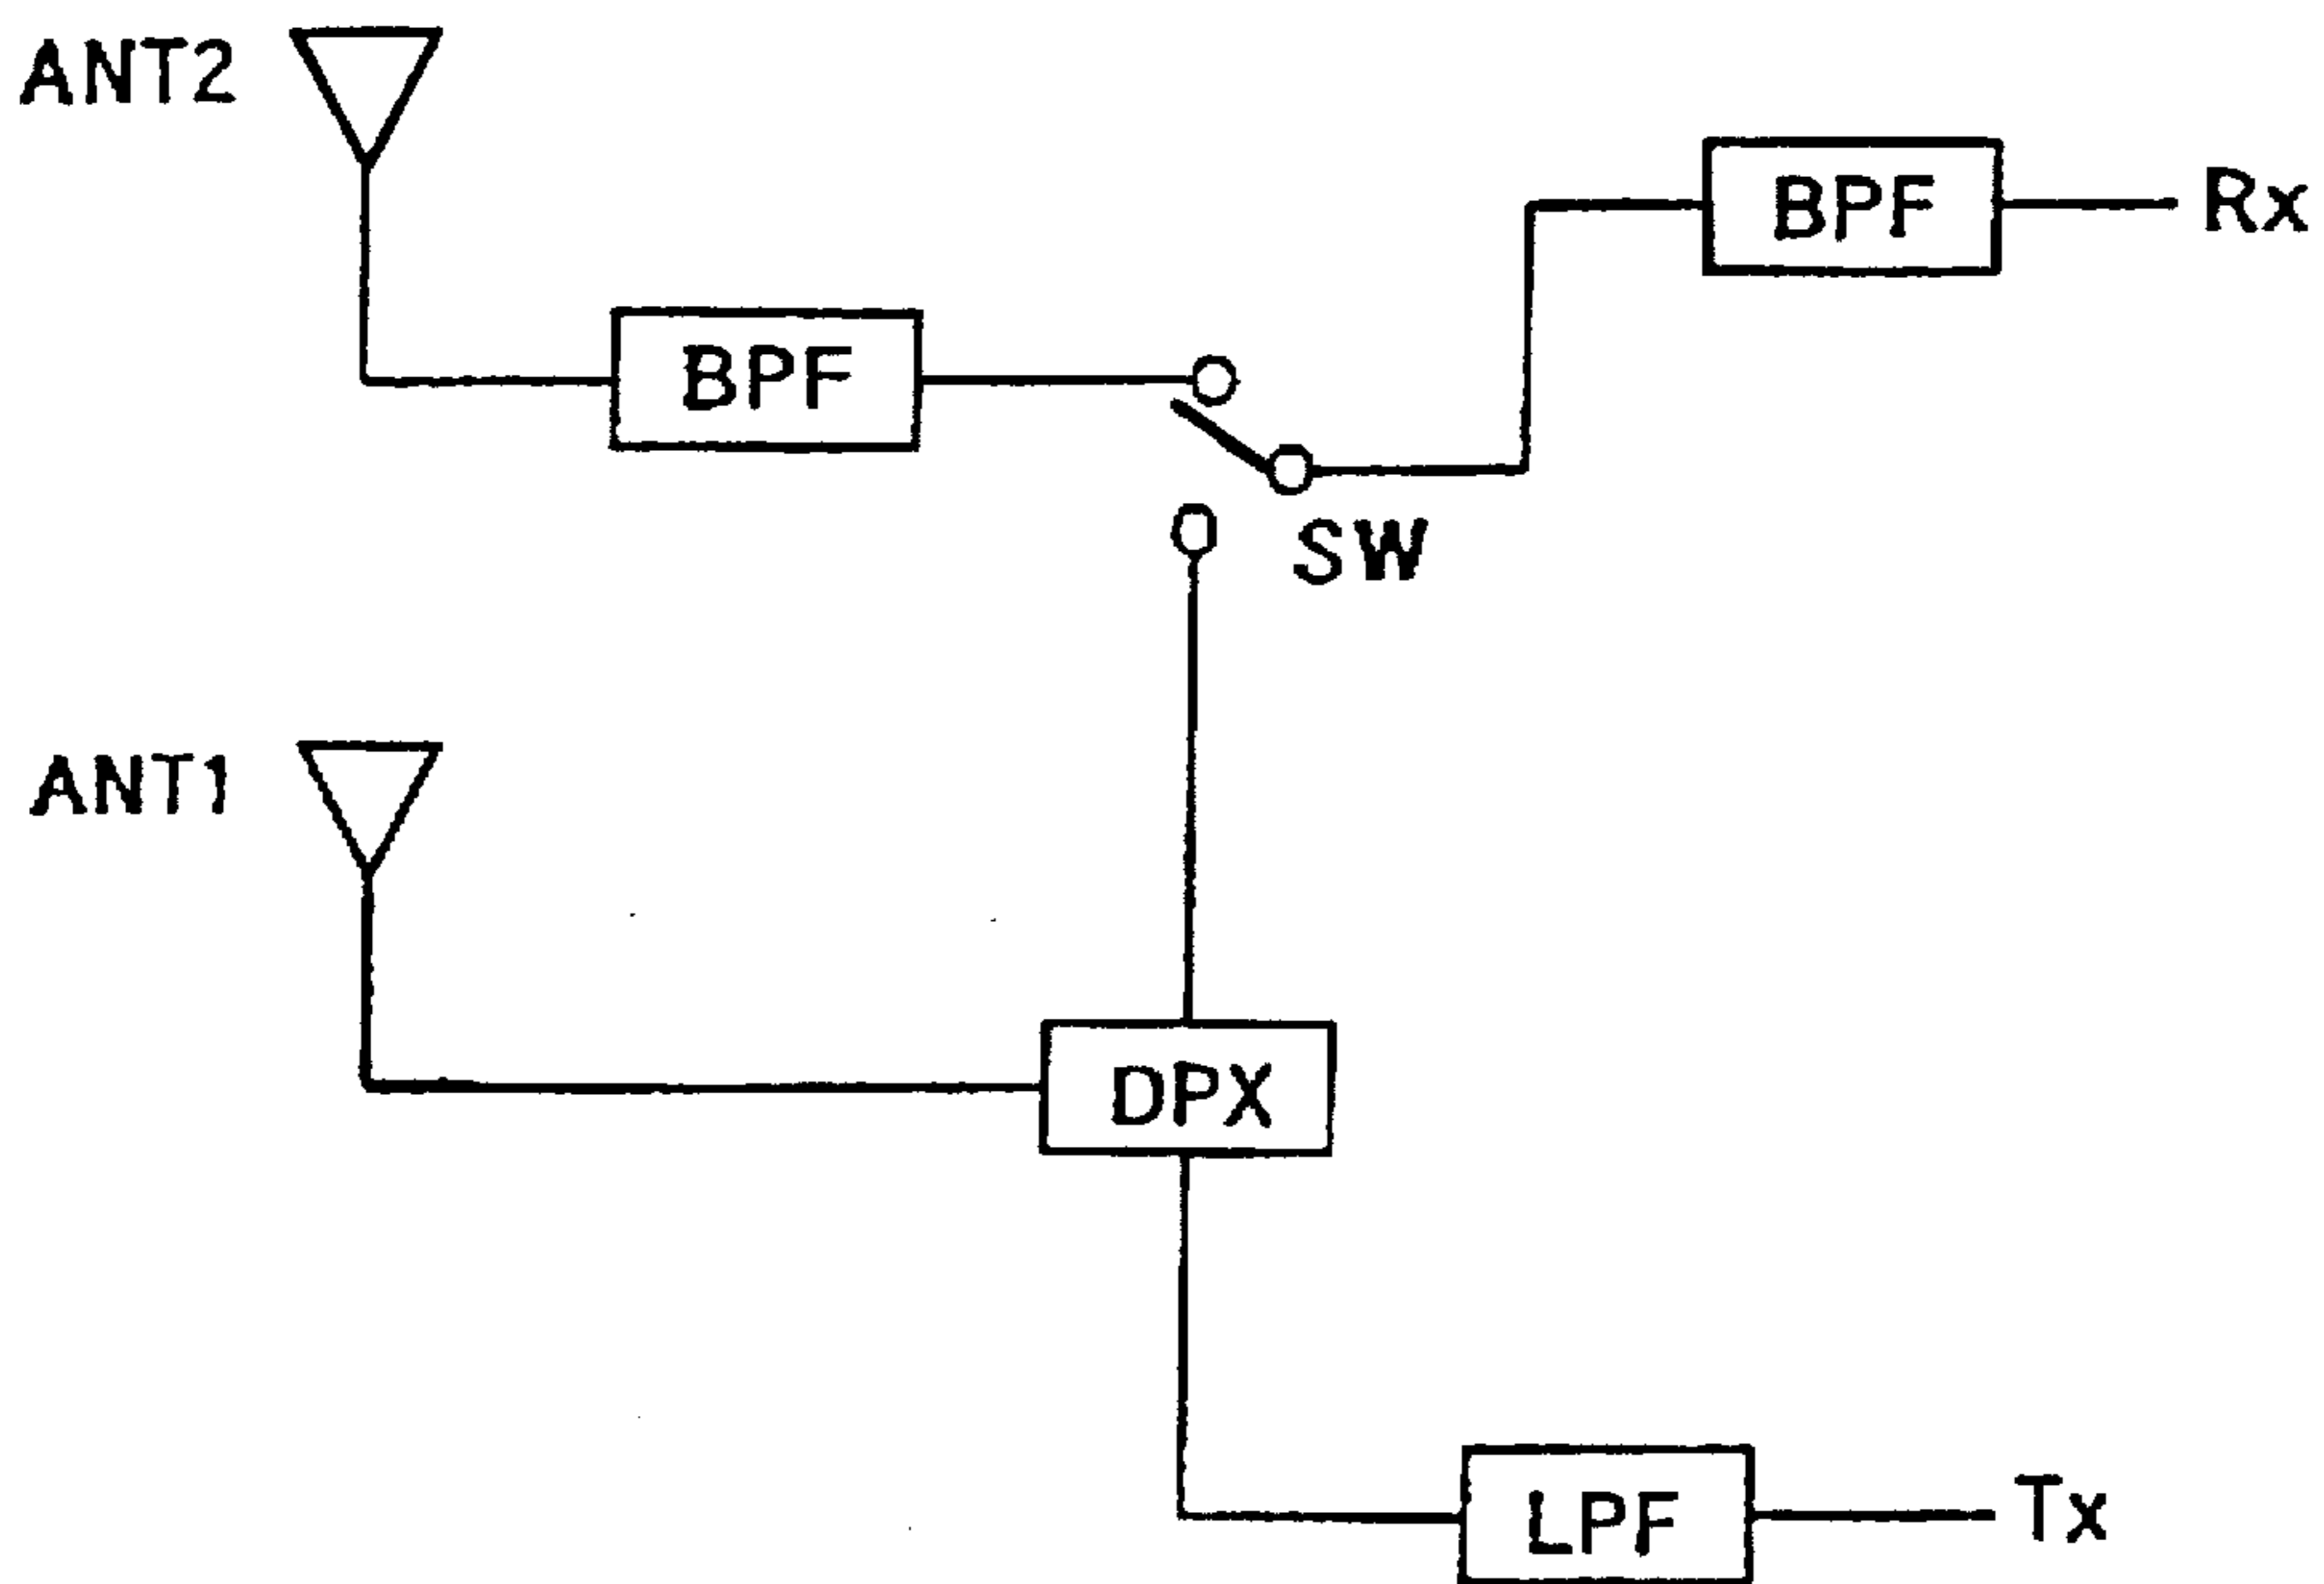 ANT2
BPF
Rx
BPF
SW
ANT1
DPX
LPF
Tx